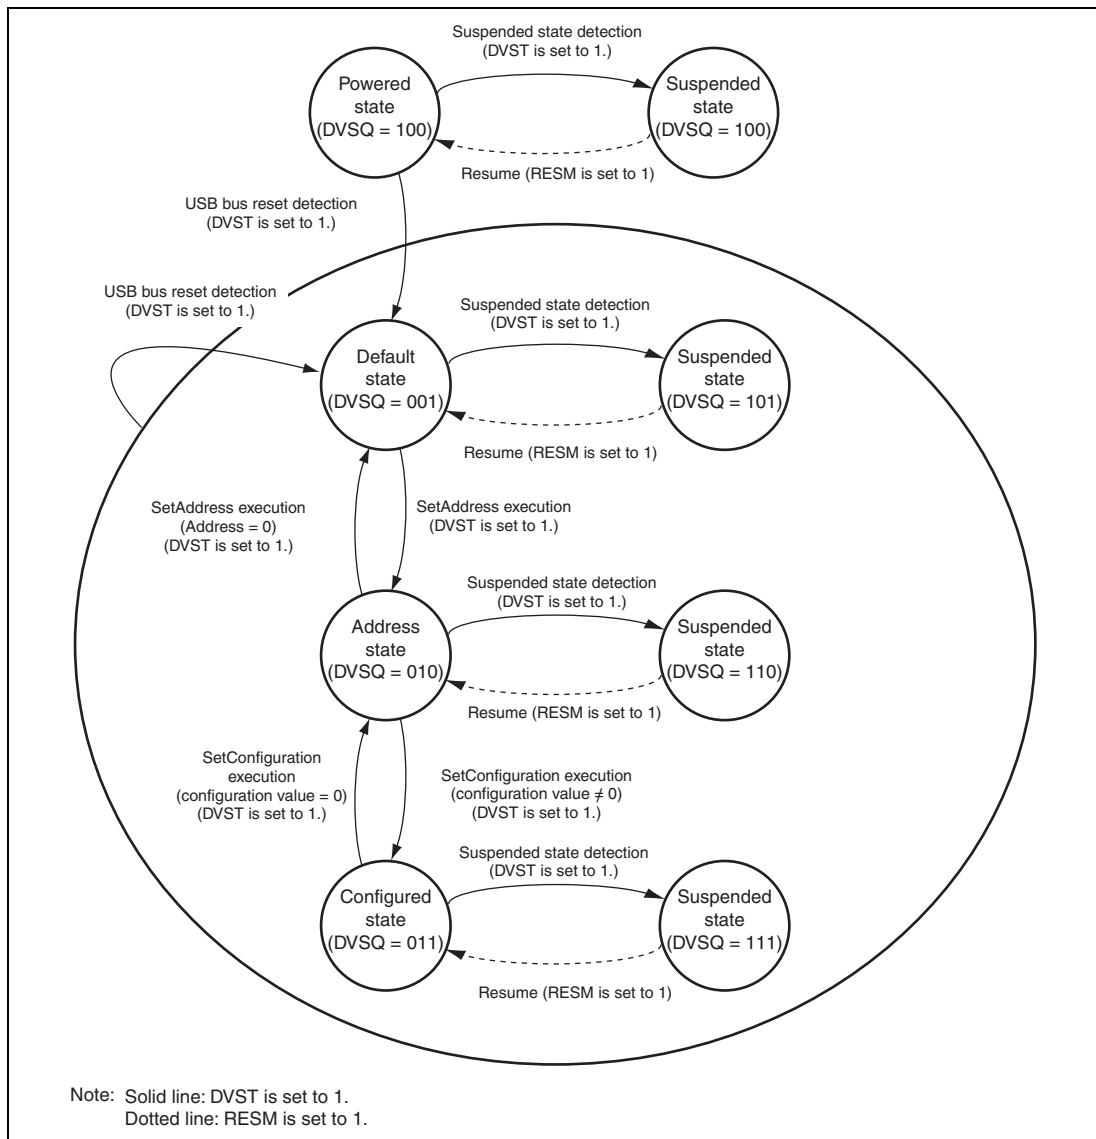 Suspended state detection
(DVST is set to 1.)
Powered
state
(DVSQ = 100)
Suspended
state
(DVSQ = 100)
Resume (RESM is set to 1)
USB bus reset detection
(DVST is set to 1.)
USB bus reset detection
(DVST is set to 1.)
Suspended state detection
(DVST is set to 1.)
Default
state
(DVSQ = 001)
Suspended
state
(DVSQ = 101)
Resume (RESM is set to 1)
SetAddress execution
(Address = 0)
(DVST is set to 1.)
SetAddress execution
(DVST is set to 1.)
Suspended state detection
(DVST is set to 1.)
Address
state
(DVSQ = 010)
Suspended
state
(DVSQ = 110)
Resume (RESM is set to 1)
SetConfiguration
execution
(configuration value = 0)
(DVST is set to 1.)
SetConfiguration execution
(configuration value ≠ 0)
(DVST is set to 1.)
Suspended state detection
(DVST is set to 1.)
Configured
state
(DVSQ = 011)
Suspended
state
(DVSQ = 111)
Resume (RESM is set to 1)
Note: Solid line: DVST is set to 1.
Dotted line: RESM is set to 1.